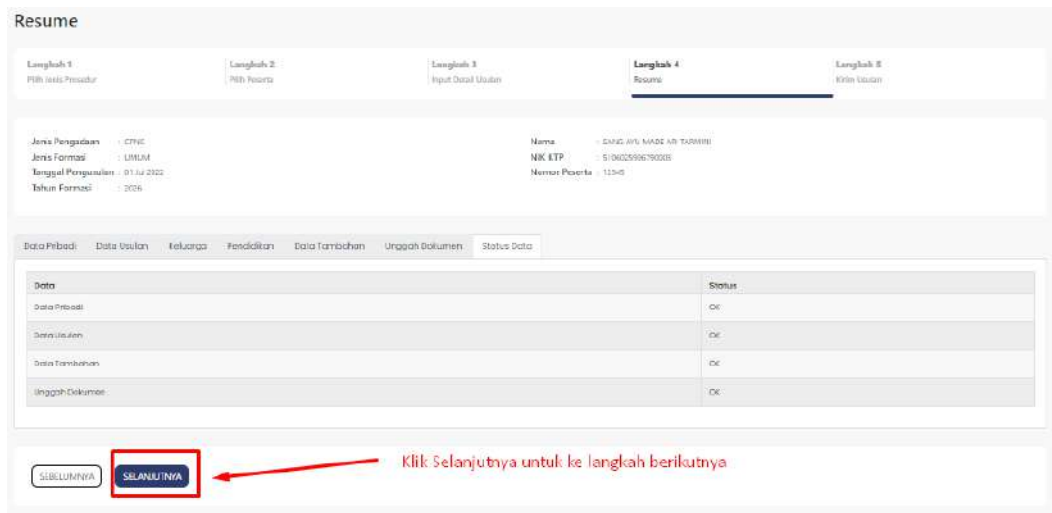 Resume
Langkah 1 Langkah 2 Langkah 3 Langkah 4 Langkah 5
Pilih Jenis Prosedur Pilih Peserta Input Detail Usulan Resume Kirim Usulan
Jenis Pengadaan : CPNS Nama :
Jenis Formasi : UMUM NIK KTP :
Tanggal Pengusulan : 01 Jul 2022 Nomor Peserta : 12345
Tahun Formasi : 2026
Data Pribadi Data Usulan Keluarga Pendidikan Data Tambahan Unggah Dokumen Status Data
Data Status
Data Pribadi OK
Data Usulan OK
Data Tambahan OK
Unggah Dokumen OK
Klik Selanjutnya untuk ke langkah berikutnya
SEBELUMNYA SELANJUTNYA